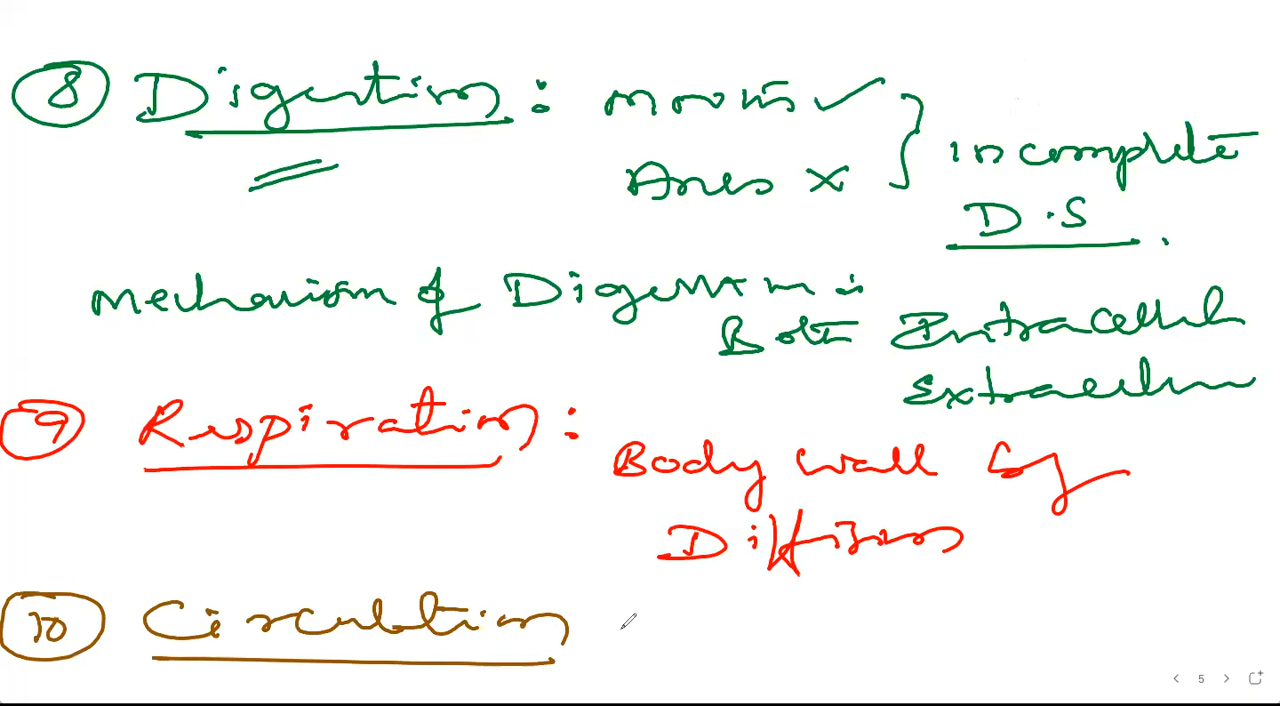 8 Digestion : mouth ✓
Anus ×
incomplete
D.S.
Mechanism of Digestion :
Both Intracellular
Extracellular
9 Respiration :
Body wall by
Diffusion
10 Circulation
5